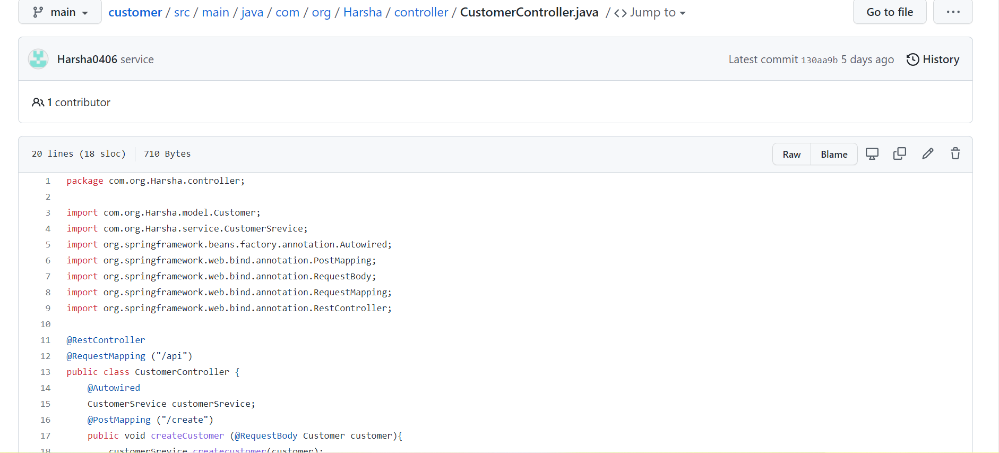 main customer / src / main / java / com / org / Harsha / controller / CustomerController.java / <> Jump to Go to file ...
Harsha0406 service Latest commit 130aa9b 5 days ago History
1 contributor
20 lines (18 sloc) 710 Bytes Raw Blame
1 package com.org.Harsha.controller;
2
3 import com.org.Harsha.model.Customer;
4 import com.org.Harsha.service.CustomerSrevice;
5 import org.springframework.beans.factory.annotation.Autowired;
6 import org.springframework.web.bind.annotation.PostMapping;
7 import org.springframework.web.bind.annotation.RequestBody;
8 import org.springframework.web.bind.annotation.RequestMapping;
9 import org.springframework.web.bind.annotation.RestController;
10
11 @RestController
12 @RequestMapping ("/api")
13 public class CustomerController {
14 @Autowired
15 CustomerSrevice customerSrevice;
16 @PostMapping ("/create")
17 public void createCustomer (@RequestBody Customer customer){
18 customerSrevice.createcustomer(customer);